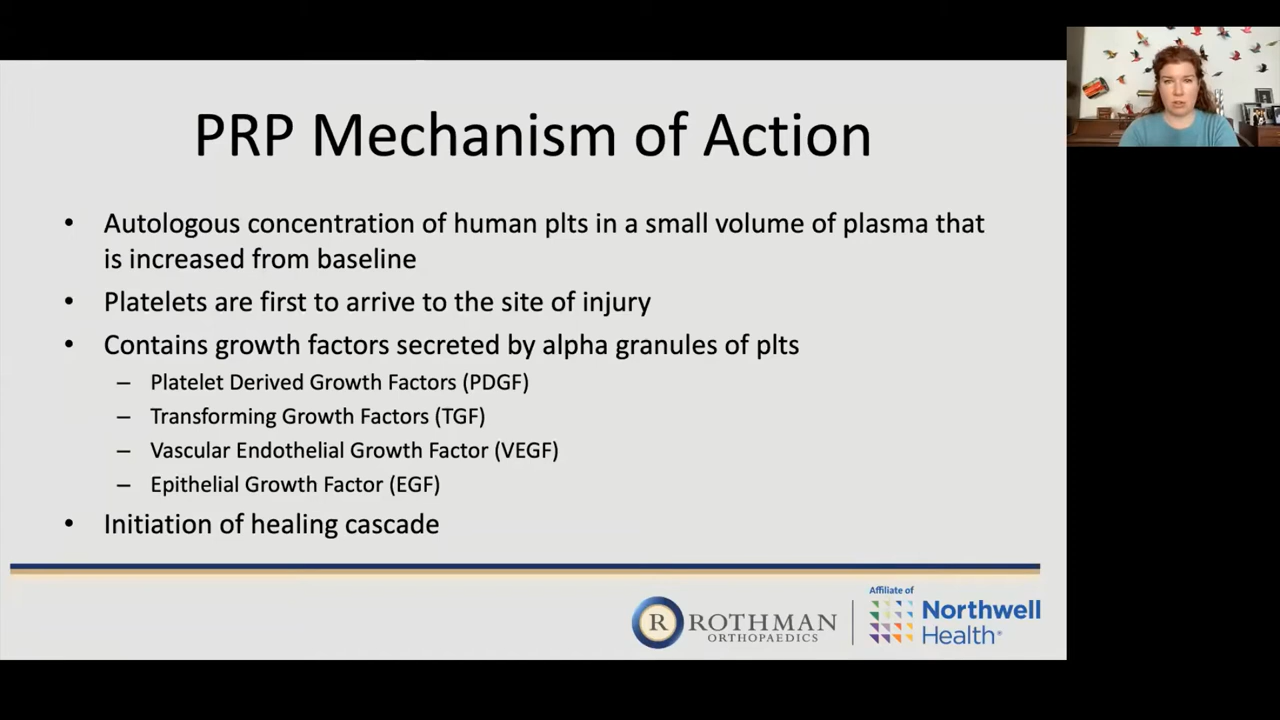 PRP Mechanism of Action
• Autologous concentration of human plts in a small volume of plasma that
is increased from baseline
• Platelets are first to arrive to the site of injury
• Contains growth factors secreted by alpha granules of plts
– Platelet Derived Growth Factors (PDGF)
– Transforming Growth Factors (TGF)
– Vascular Endothelial Growth Factor (VEGF)
– Epithelial Growth Factor (EGF)
• Initiation of healing cascade
R ROTHMAN
ORTHOPAEDICS
Affiliate of
Northwell
Health®